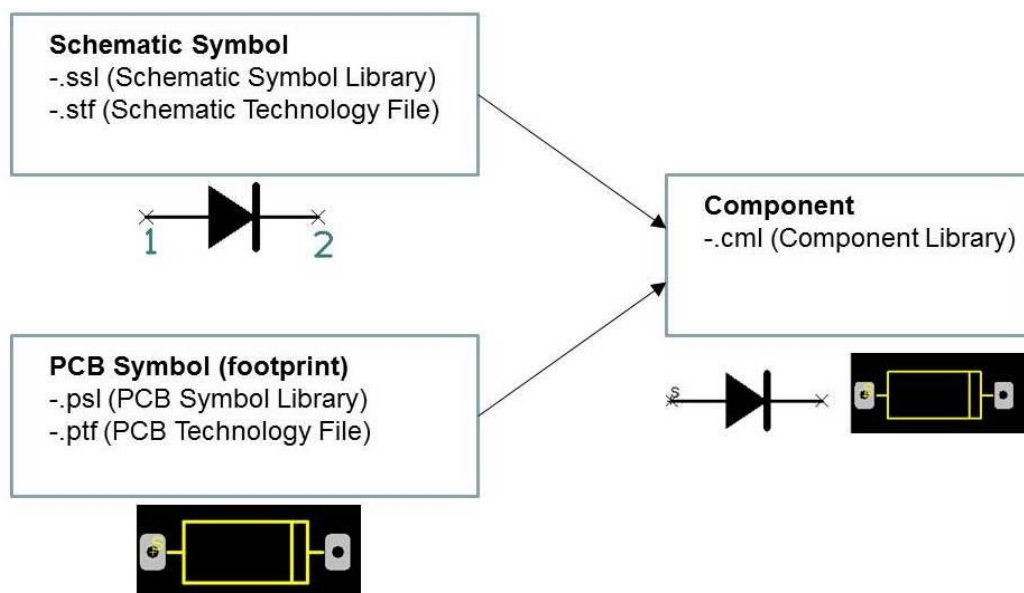 Schematic Symbol
-.ssl (Schematic Symbol Library)
-.stf (Schematic Technology File)
1 2
Component
-.cml (Component Library)
PCB Symbol (footprint)
-.psl (PCB Symbol Library)
-.ptf (PCB Technology File)
S
S
S